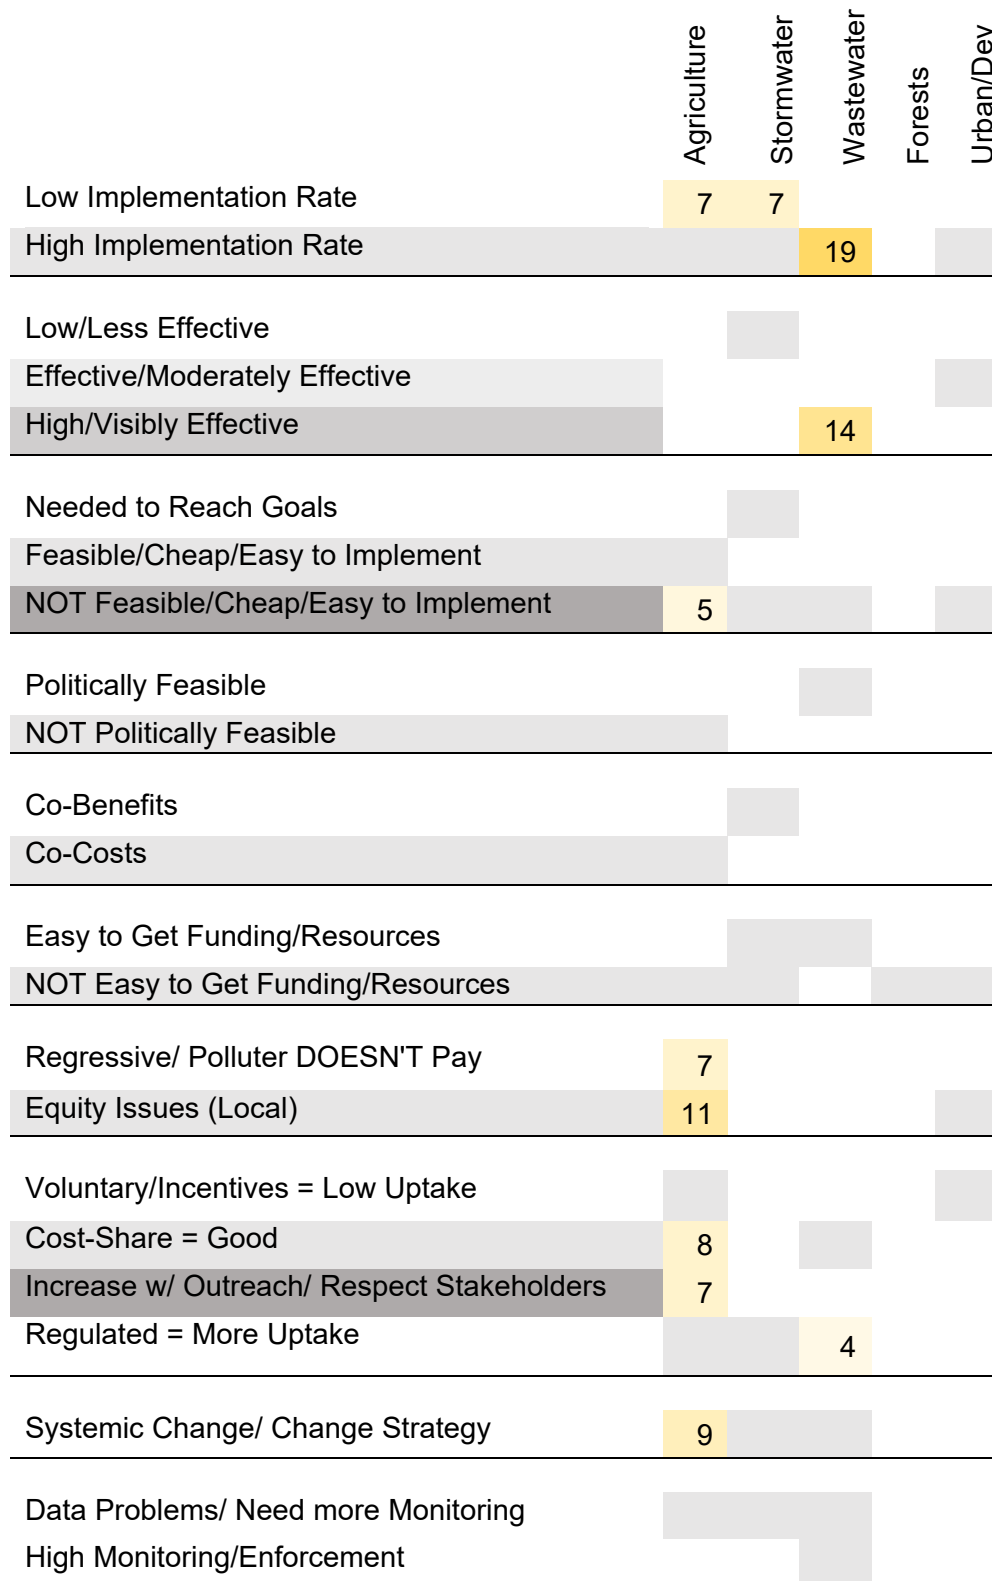 Agriculture Stormwater Wastewater Forests Urban/Dev
Low Implementation Rate 7 7
High Implementation Rate 19
Low/Less Effective
Effective/Moderately Effective
High/Visibly Effective 14
Needed to Reach Goals
Feasible/Cheap/Easy to Implement
NOT Feasible/Cheap/Easy to Implement 5
Politically Feasible
NOT Politically Feasible
Co-Benefits
Co-Costs
Easy to Get Funding/Resources
NOT Easy to Get Funding/Resources
Regressive/ Polluter DOESN'T Pay 7
Equity Issues (Local) 11
Voluntary/Incentives = Low Uptake
Cost-Share = Good 8
Increase w/ Outreach/ Respect Stakeholders 7
Regulated = More Uptake 4
Systemic Change/ Change Strategy 9
Data Problems/ Need more Monitoring
High Monitoring/Enforcement